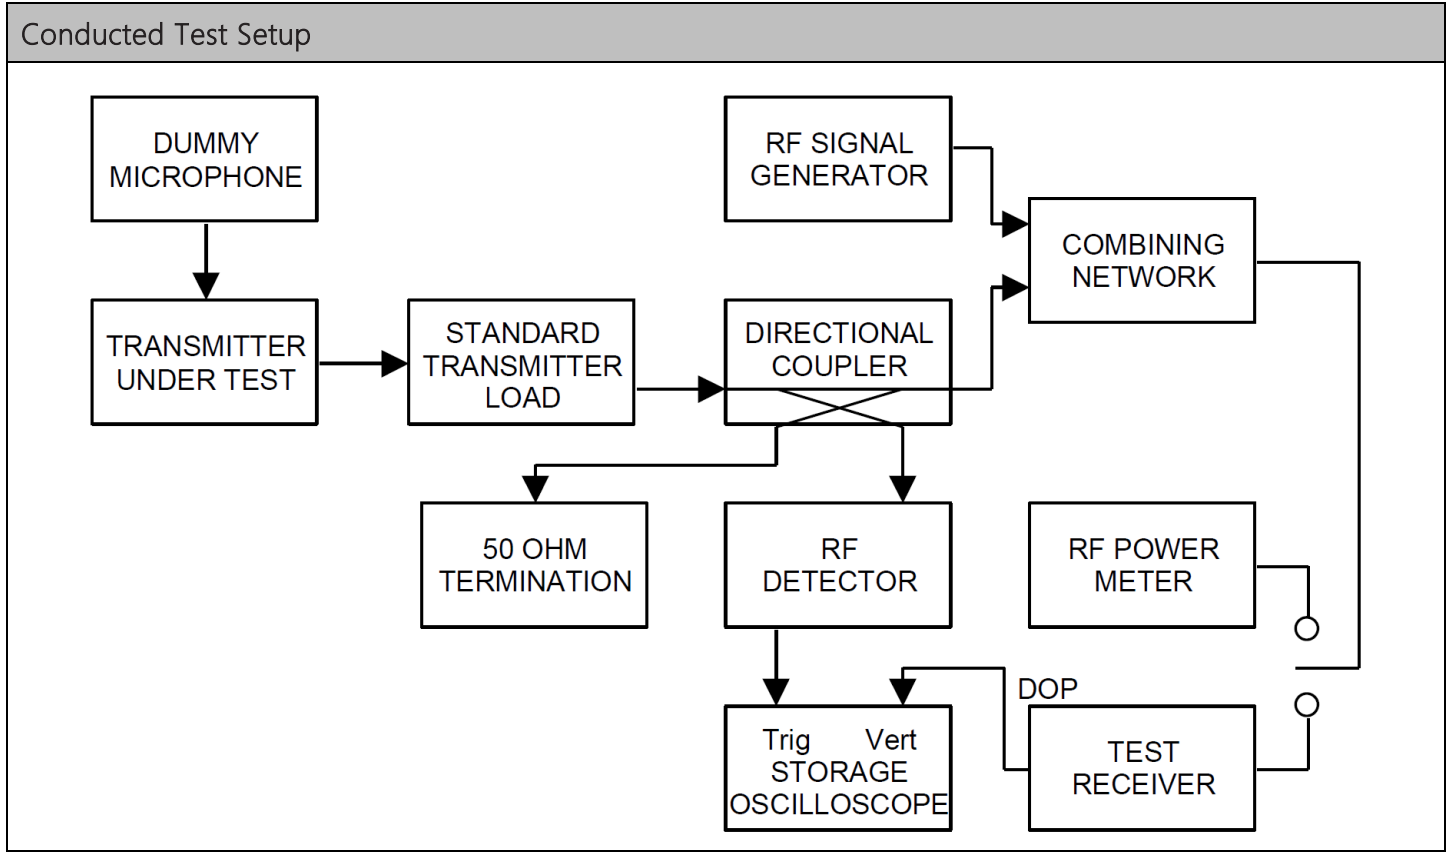 Conducted Test Setup
DUMMY
MICROPHONE
RF SIGNAL
GENERATOR
COMBINING
NETWORK
TRANSMITTER
UNDER TEST
STANDARD
TRANSMITTER
LOAD
DIRECTIONAL
COUPLER
50 OHM
TERMINATION
RF
DETECTOR
RF POWER
METER
DOP
Trig Vert
STORAGE
OSCILLOSCOPE
TEST
RECEIVER